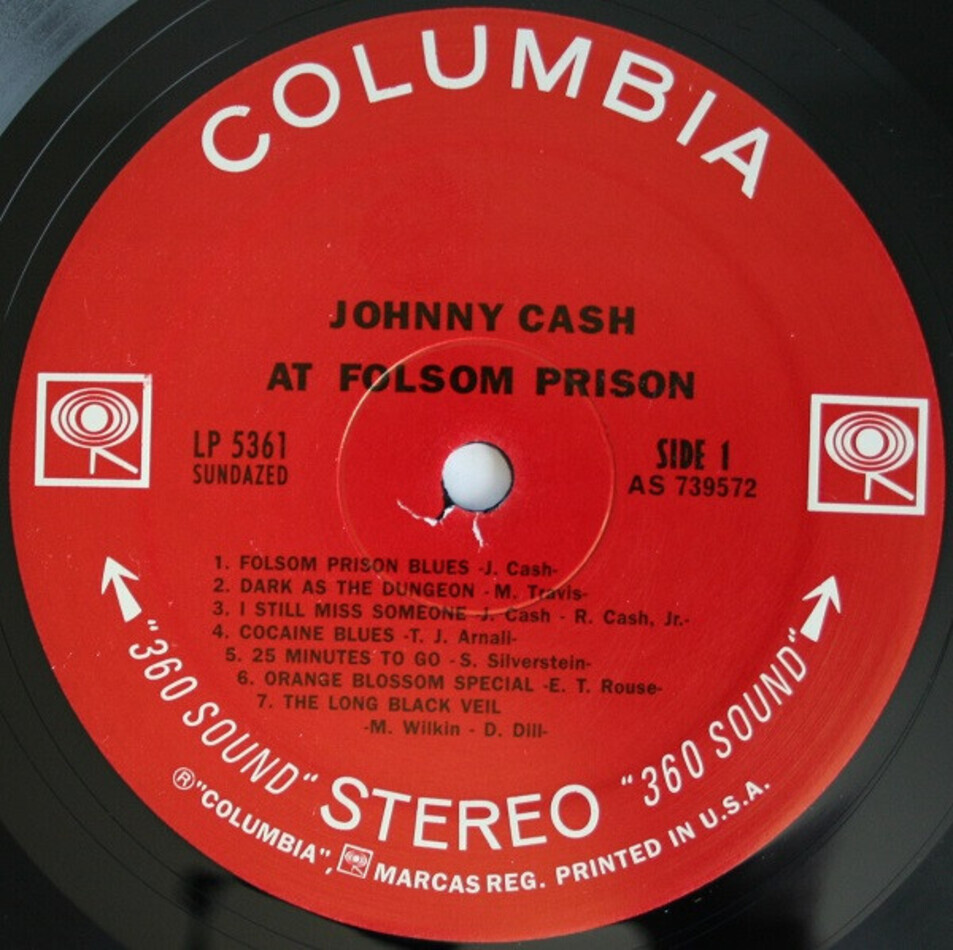 COLUMBIA
JOHNNY CASH
AT FOLSOM PRISON
LP 5361
SUNDAZED
SIDE 1
AS 739572
1. FOLSOM PRISON BLUES -J. Cash-
2. DARK AS THE DUNGEON - M. Travis-
3. I STILL MISS SOMEONE -J. Cash - R. Cash, Jr.-
4. COCAINE BLUES -T. J. Arnall-
5. 25 MINUTES TO GO - S. Silverstein-
6. ORANGE BLOSSOM SPECIAL -E. T. Rouse-
7. THE LONG BLACK VEIL
-M. Wilkin - D. Dill-
"360 SOUND" STEREO "360 SOUND"
® "COLUMBIA", MARCAS REG. PRINTED IN U.S.A.